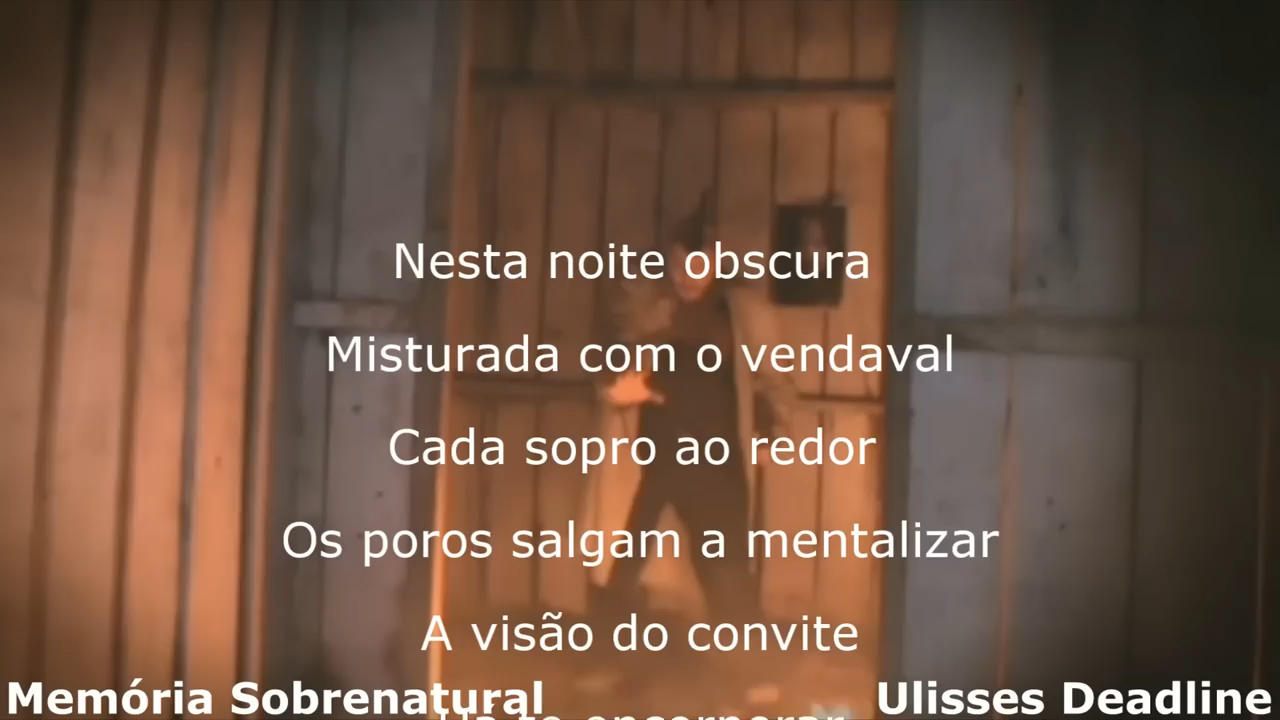 Nesta noite obscura
Misturada com o vendaval
Cada sopro ao redor
Os poros salgam a mentalizar
A visão do convite
Memória Sobrenatural
Ulisses Deadline